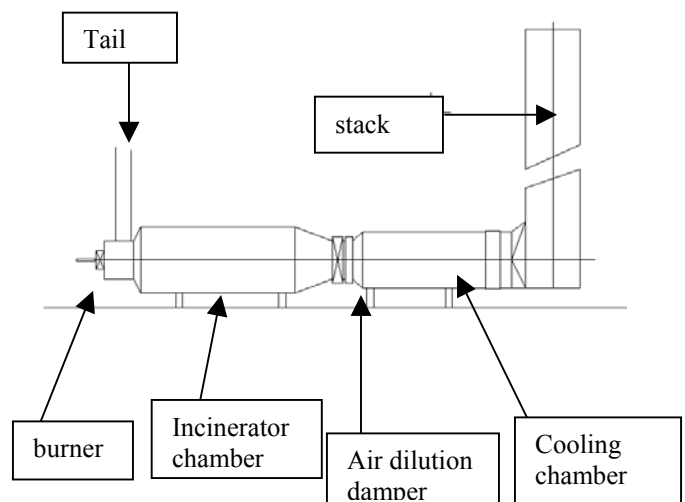 Tail
stack
burner
Incinerator
chamber
Air dilution
damper
Cooling
chamber